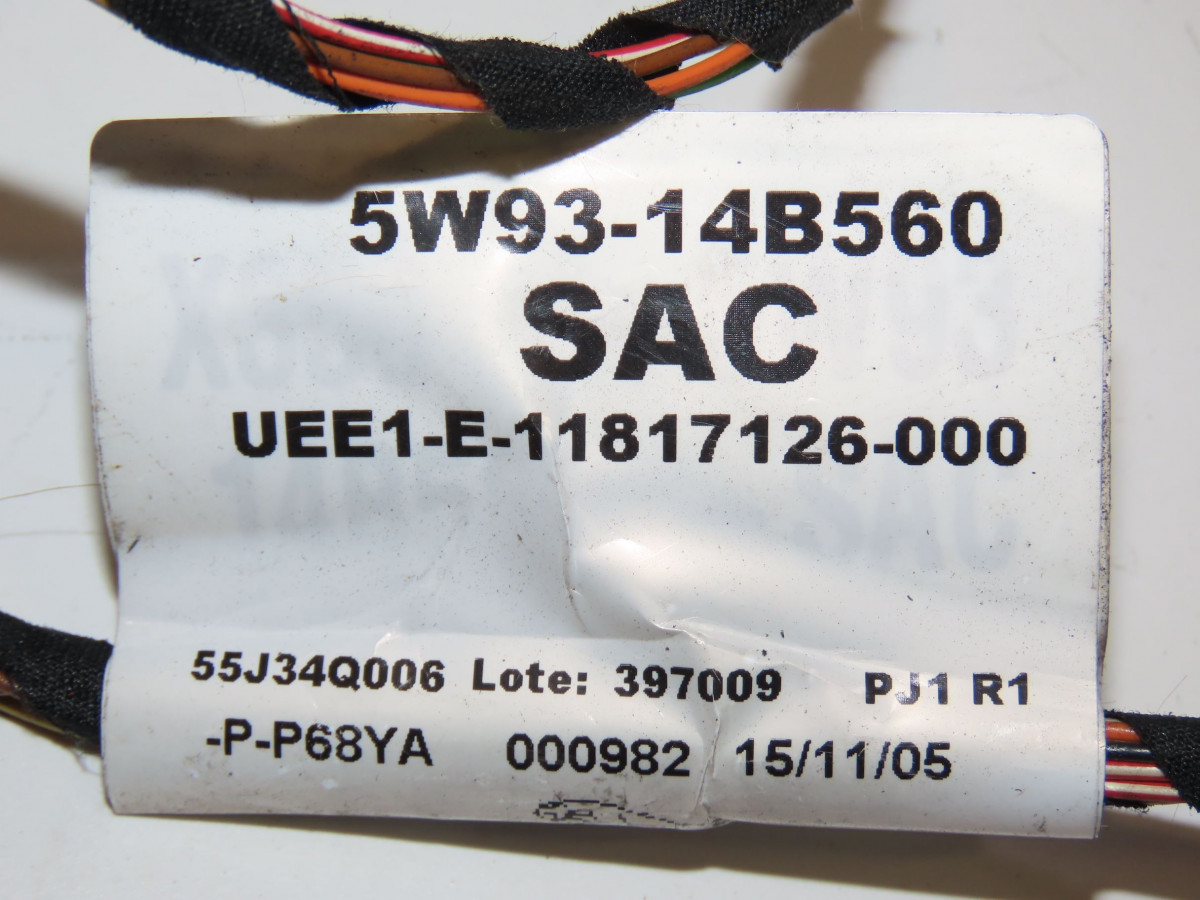 5W93-14B560
SAC
UEE1-E-11817126-000
55J34Q006 Lote: 397009 PJ1 R1
-P-P68YA 000982 15/11/05